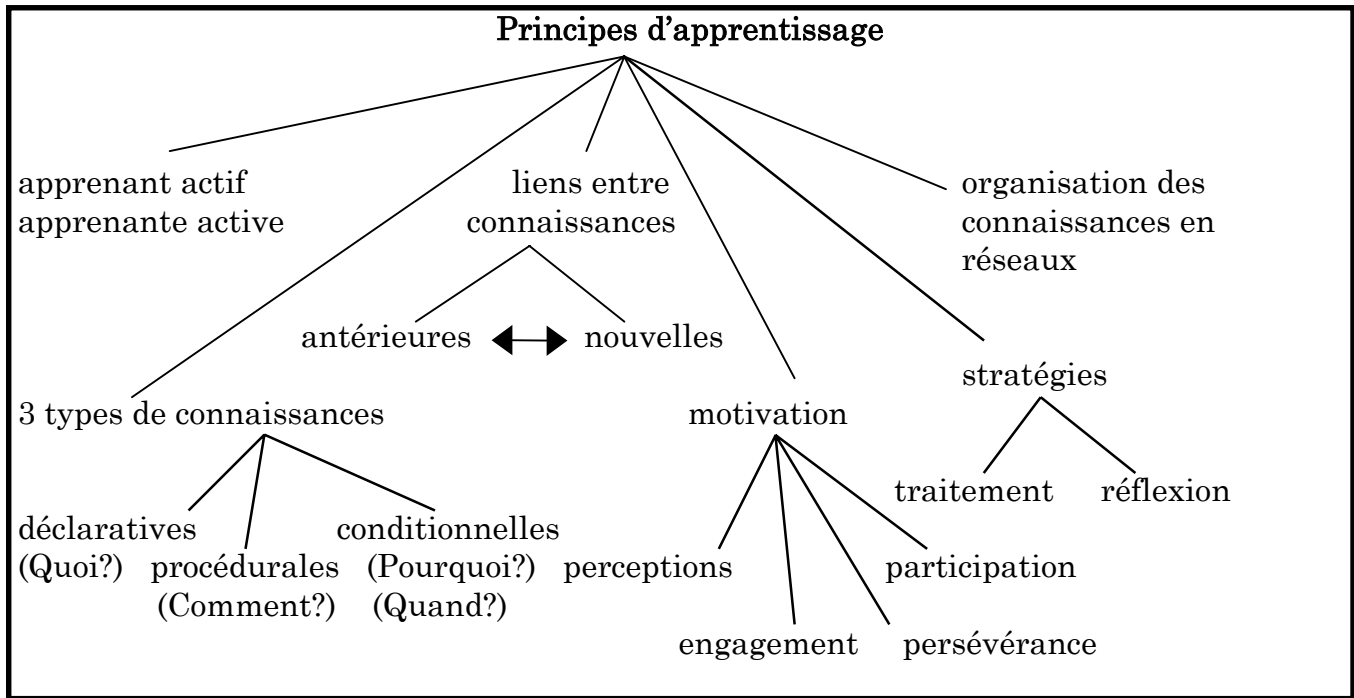 Principes d'apprentissage
apprenant actif
apprenante active
liens entre
connaissances
organisation des
connaissances en
réseaux
antérieures
nouvelles
stratégies
3 types de connaissances
motivation
traitement
réflexion
déclaratives
(Quoi?)
procédurales
(Comment?)
conditionnelles
(Pourquoi?)
(Quand?)
perceptions
participation
engagement
persévérance